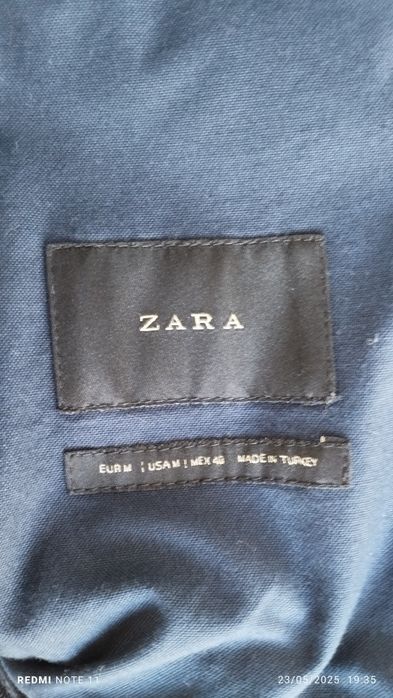 ZARA
EUR M | USA M | MEX 40 MADE IN TURKEY
REDMI NOTE 11
23/05/2025 19:35